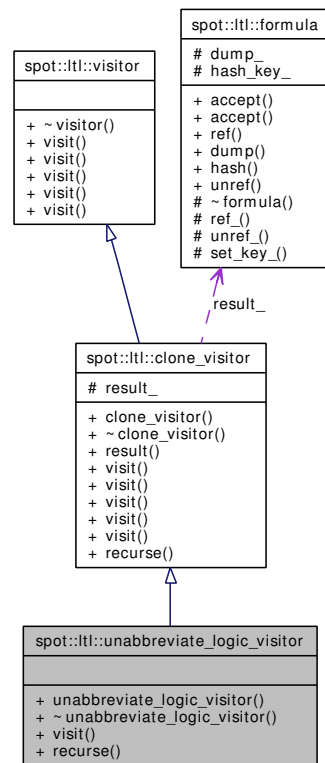 spot::ltl::formula
# dump_
# hash_key_
+ accept()
+ accept()
+ ref()
+ dump()
+ hash()
+ unref()
# ~formula()
# ref_()
# unref_()
# set_key_()
spot::ltl::visitor
+ ~visitor()
+ visit()
+ visit()
+ visit()
+ visit()
+ visit()
result_
spot::ltl::clone_visitor
# result_
+ clone_visitor()
+ ~clone_visitor()
+ result()
+ visit()
+ visit()
+ visit()
+ visit()
+ visit()
+ recurse()
spot::ltl::unabbreviate_logic_visitor
+ unabbreviate_logic_visitor()
+ ~unabbreviate_logic_visitor()
+ visit()
+ recurse()